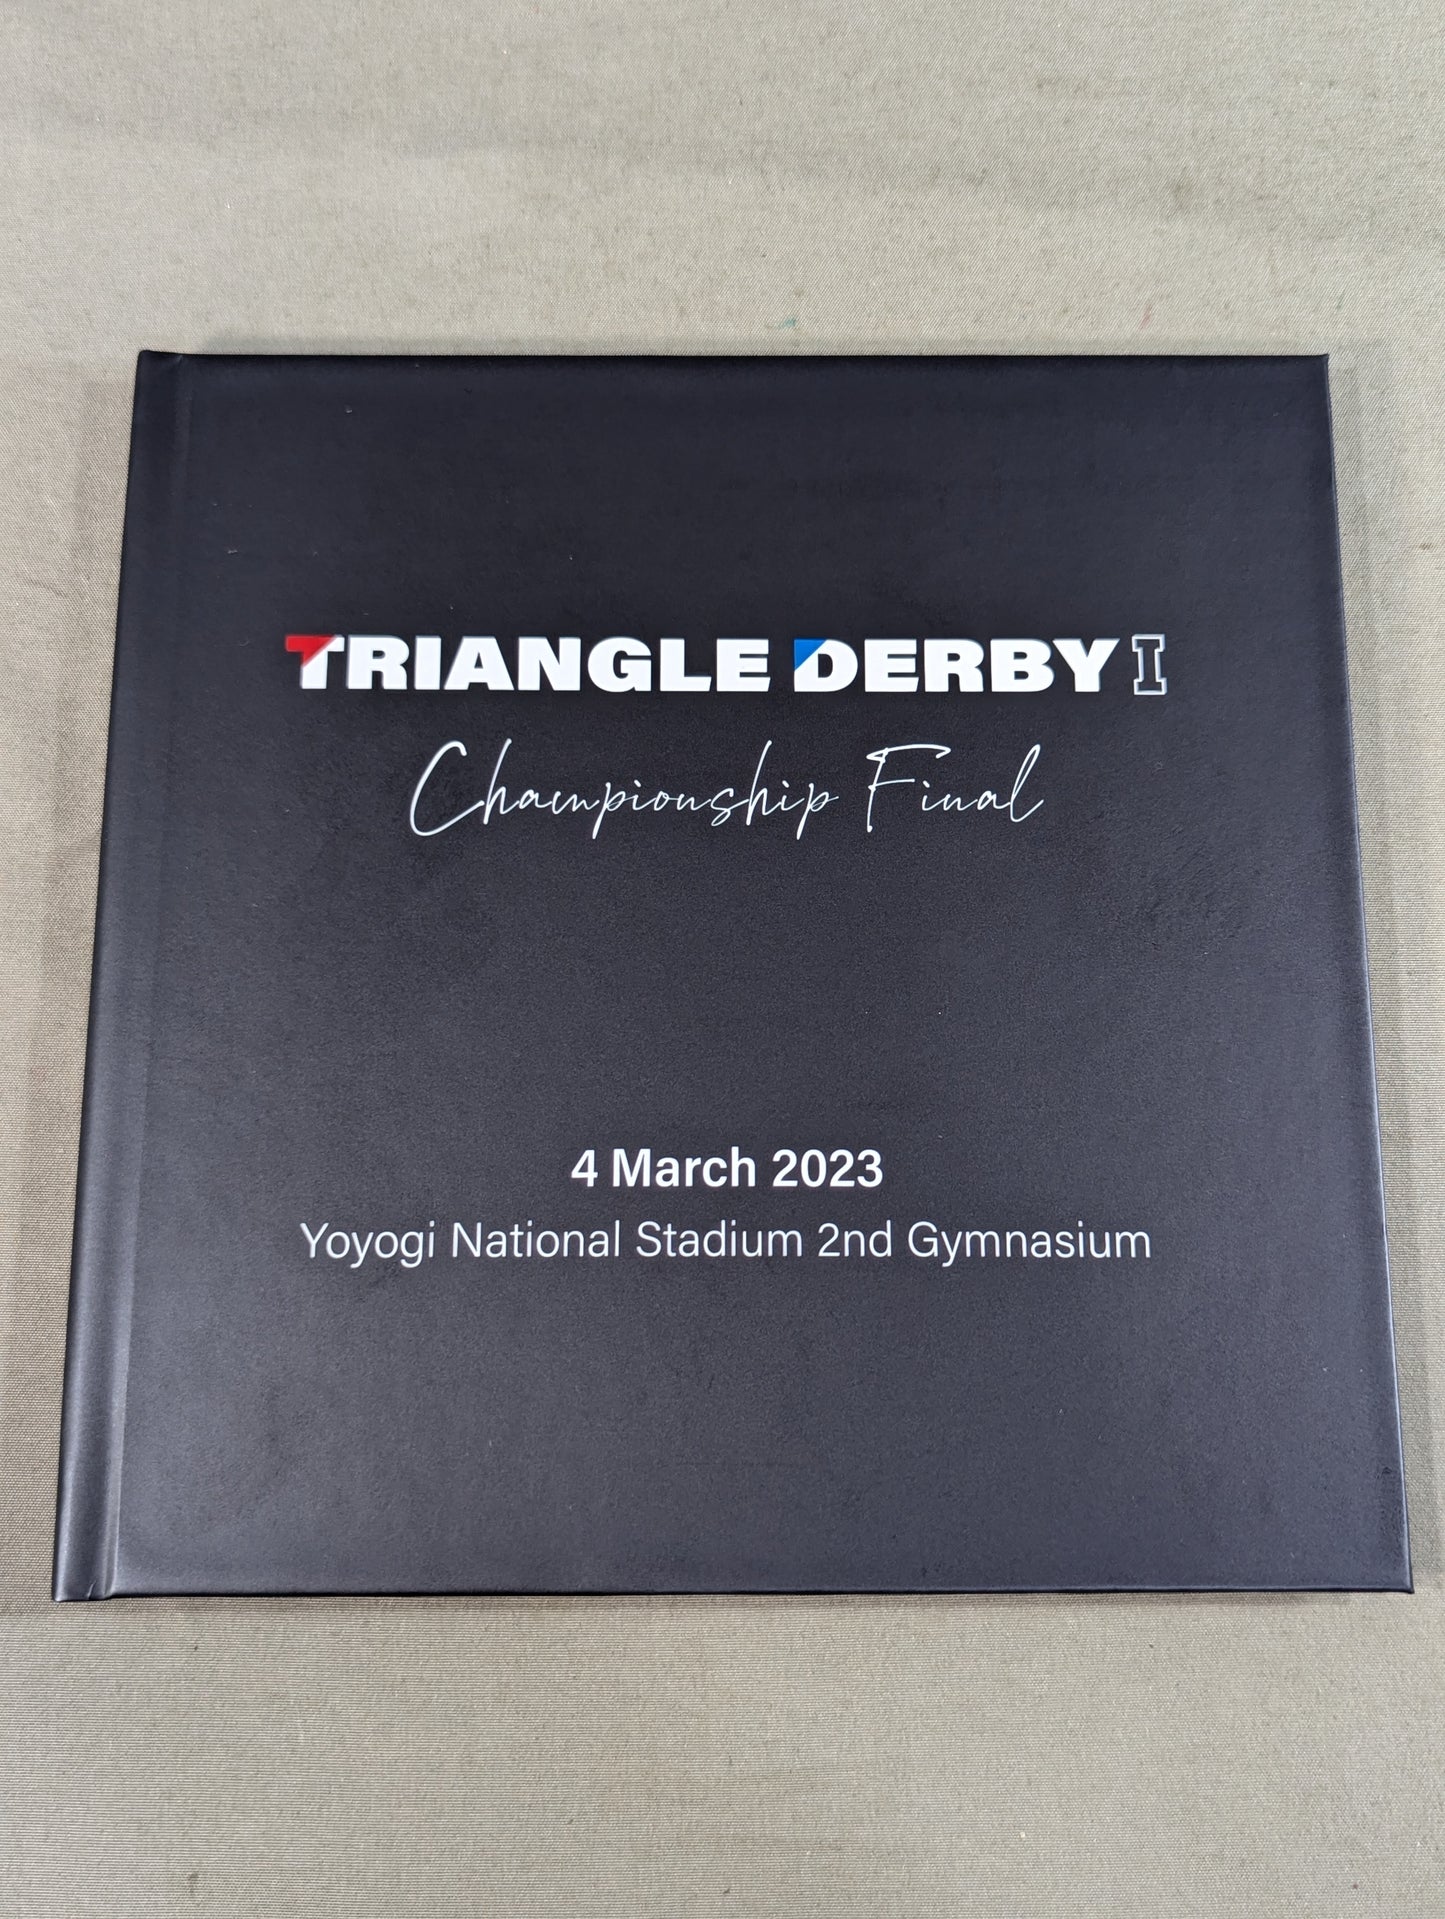 TRIANGLE DERBY I
Championship Final
4 March 2023
Yoyogi National Stadium 2nd Gymnasium